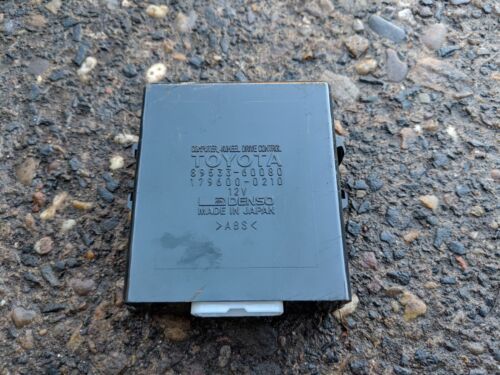 COMPUTER, 4WHEEL DRIVE CONTROL
TOYOTA
89533-60080
179600-0210
12V
DENSO
MADE IN JAPAN
>ABS<